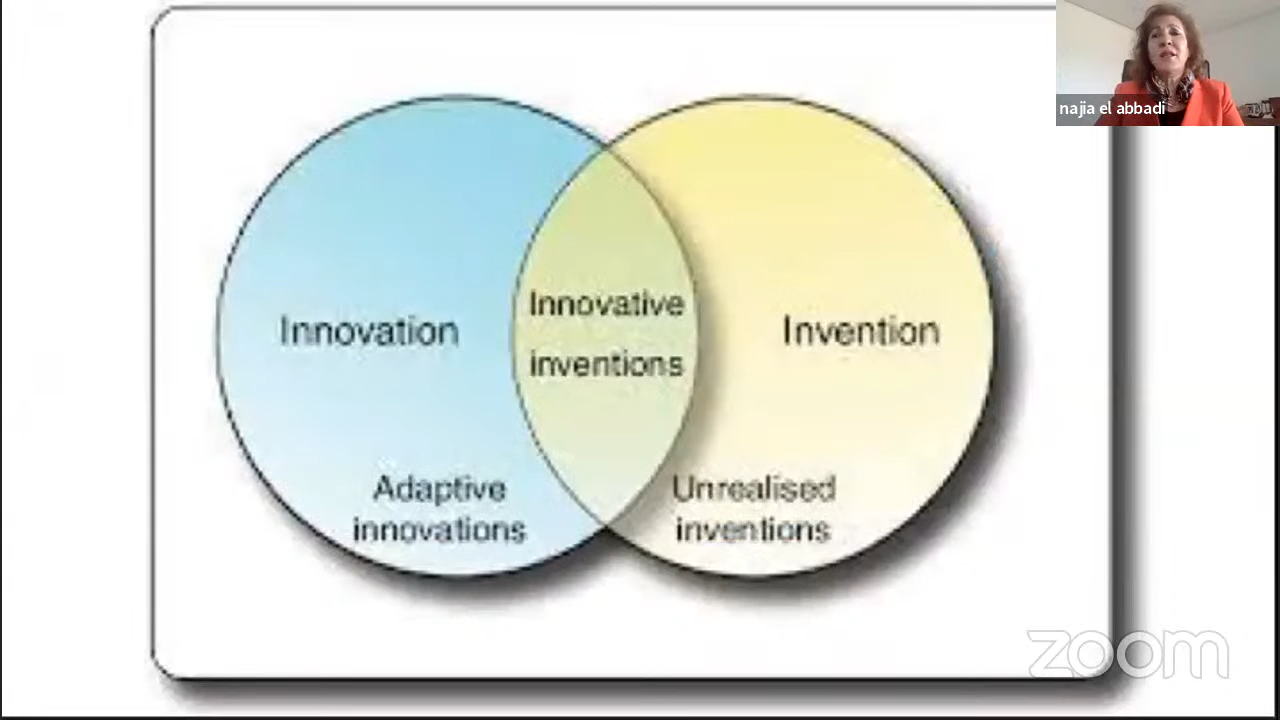 najia el abbadi
Innovation
Innovative
inventions
Invention
Adaptive
innovations
Unrealised
inventions
zoom